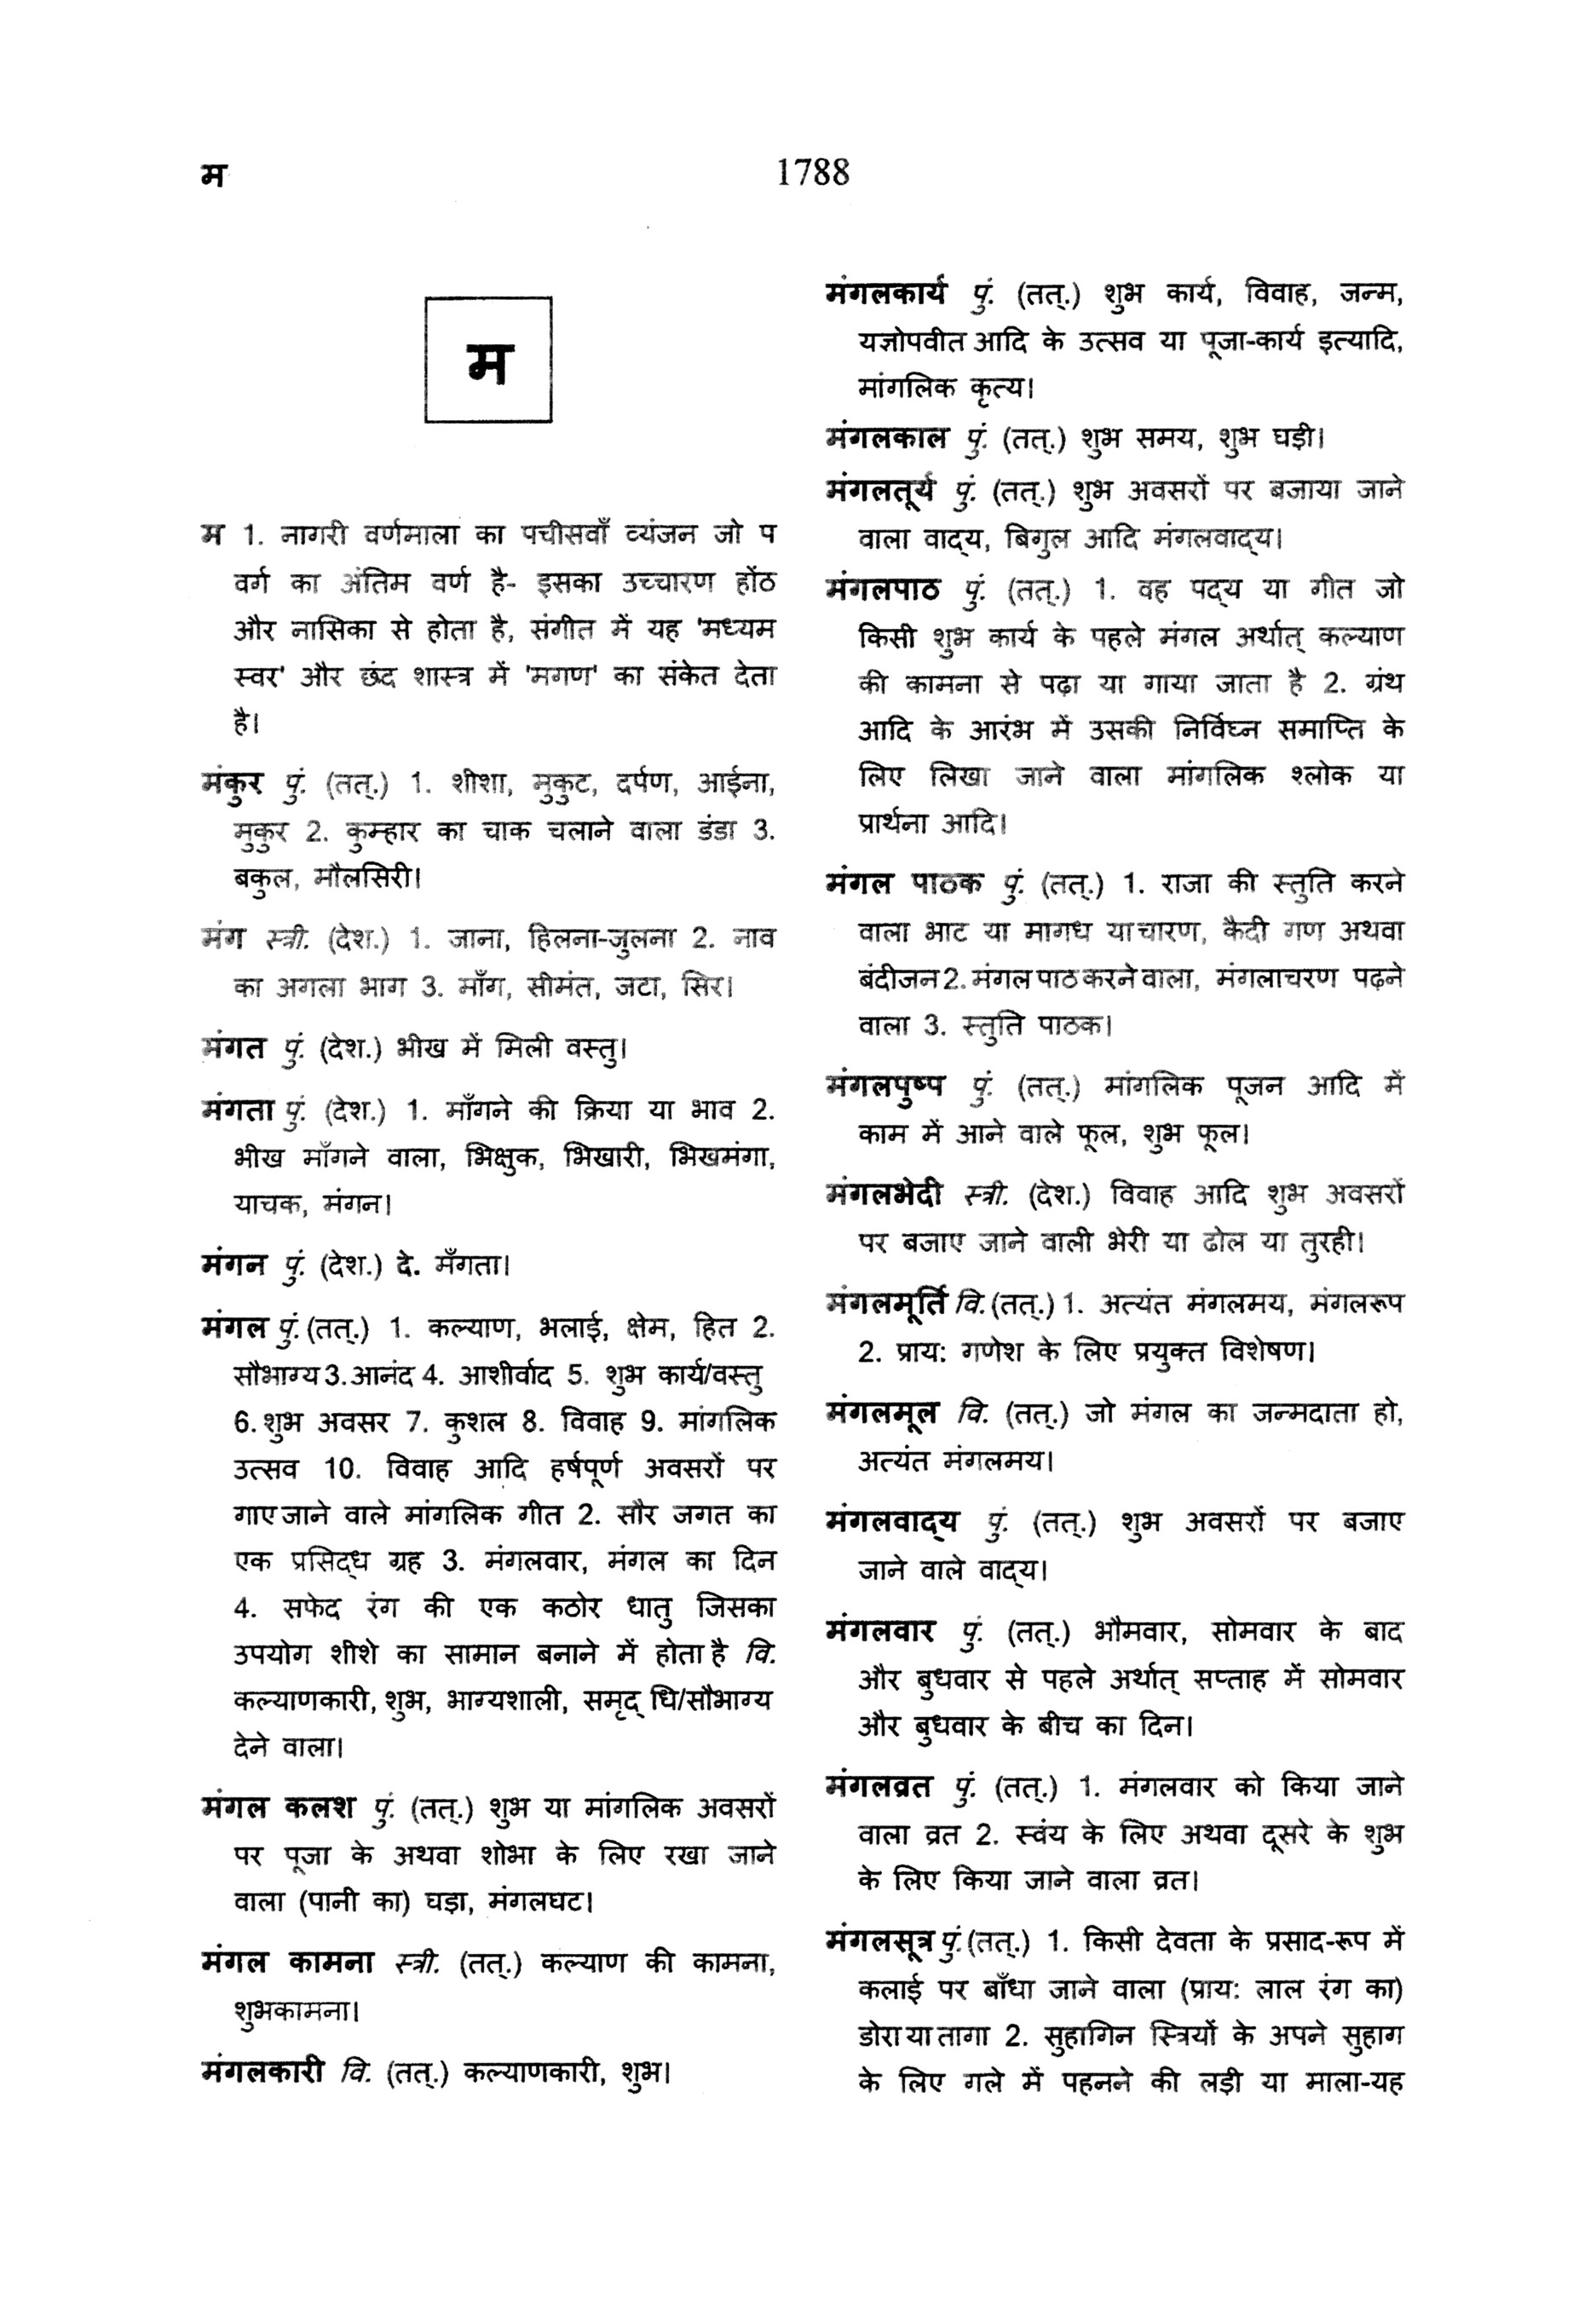 म
1788
म
म 1. नागरी वर्णमाला का पचीसवाँ व्यंजन जो प
वर्ग का अंतिम वर्ण है- इसका उच्चारण होंठ
और नासिका से होता है, संगीत में यह 'मध्यम
स्वर' और छंद शास्त्र में 'मगण' का संकेत देता
है।
मंकुर पुं. (तत्.) 1. शीशा, मुकुट, दर्पण, आईना,
मुकुर 2. कुम्हार का चाक चलाने वाला डंडा 3.
बकुल, मौलसिरी।
मंग स्त्री. (देश.) 1. जाना, हिलना-जुलना 2. नाव
का अगला भाग 3. माँग, सीमंत, जटा, सिर।
मंगत पुं. (देश.) भीख में मिली वस्तु।
मंगता पुं. (देश.) 1. माँगने की क्रिया या भाव 2.
भीख माँगने वाला, भिक्षुक, भिखारी, भिखमंगा,
याचक, मंगन।
मंगन पुं. (देश.) दे. मँगता।
मंगल पुं. (तत्.) 1. कल्याण, भलाई, क्षेम, हित 2.
सौभाग्य 3. आनंद 4. आशीर्वाद 5. शुभ कार्य/वस्तु
6. शुभ अवसर 7. कुशल 8. विवाह 9. मांगलिक
उत्सव 10. विवाह आदि हर्षपूर्ण अवसरों पर
गाए जाने वाले मांगलिक गीत 2. सौर जगत का
एक प्रसिद्ध ग्रह 3. मंगलवार, मंगल का दिन
4. सफेद रंग की एक कठोर धातु जिसका
उपयोग शीशे का सामान बनाने में होता है वि.
कल्याणकारी, शुभ, भाग्यशाली, समृद्धि/सौभाग्य
देने वाला।
मंगल कलश पुं. (तत्.) शुभ या मांगलिक अवसरों
पर पूजा के अथवा शोभा के लिए रखा जाने
वाला (पानी का) घड़ा, मंगलघट।
मंगल कामना स्त्री. (तत्.) कल्याण की कामना,
शुभकामना।
मंगलकारी वि. (तत्.) कल्याणकारी, शुभ।
मंगलकार्य पुं. (तत्.) शुभ कार्य, विवाह, जन्म,
यज्ञोपवीत आदि के उत्सव या पूजा-कार्य इत्यादि,
मांगलिक कृत्य।
मंगलकाल पुं. (तत्.) शुभ समय, शुभ घड़ी।
मंगलतूर्य पुं. (तत्.) शुभ अवसरों पर बजाया जाने
वाला वाद्‌य, बिगुल आदि मंगलवाद्‌य।
मंगलपाठ पुं. (तत्.) 1. वह पद्‌य या गीत जो
किसी शुभ कार्य के पहले मंगल अर्थात् कल्याण
की कामना से पढ़ा या गाया जाता है 2. ग्रंथ
आदि के आरंभ में उसकी निर्विघ्न समाप्ति के
लिए लिखा जाने वाला मांगलिक श्लोक या
प्रार्थना आदि।
मंगल पाठक पुं. (तत्.) 1. राजा की स्तुति करने
वाला भाट या मागध या चारण, कैदी गण अथवा
बंदीजन 2. मंगल पाठ करने वाला, मंगलाचरण पढ़ने
वाला 3. स्तुति पाठक।
मंगलपुष्प पुं. (तत्.) मांगलिक पूजन आदि में
काम में आने वाले फूल, शुभ फूल।
मंगलभेदी स्त्री. (देश.) विवाह आदि शुभ अवसरों
पर बजाए जाने वाली भेरी या ढोल या तुरही।
मंगलमूर्ति वि. (तत्.) 1. अत्यंत मंगलमय, मंगलरूप
2. प्राय: गणेश के लिए प्रयुक्त विशेषण।
मंगलमूल वि. (तत्.) जो मंगल का जन्मदाता हो,
अत्यंत मंगलमय।
मंगलवाद्‌य पुं. (तत्.) शुभ अवसरों पर बजाए
जाने वाले वाद्‌य।
मंगलवार पुं. (तत्.) भौमवार, सोमवार के बाद
और बुधवार से पहले अर्थात् सप्ताह में सोमवार
और बुधवार के बीच का दिन।
मंगलव्रत पुं. (तत्.) 1. मंगलवार को किया जाने
वाला व्रत 2. स्वंय के लिए अथवा दूसरे के शुभ
के लिए किया जाने वाला व्रत।
मंगलसूत्र पुं. (तत्.) 1. किसी देवता के प्रसाद-रूप में
कलाई पर बाँधा जाने वाला (प्राय: लाल रंग का)
डोरा या तागा 2. सुहागिन स्त्रियों के अपने सुहाग
के लिए गले में पहनने की लड़ी या माला-यह